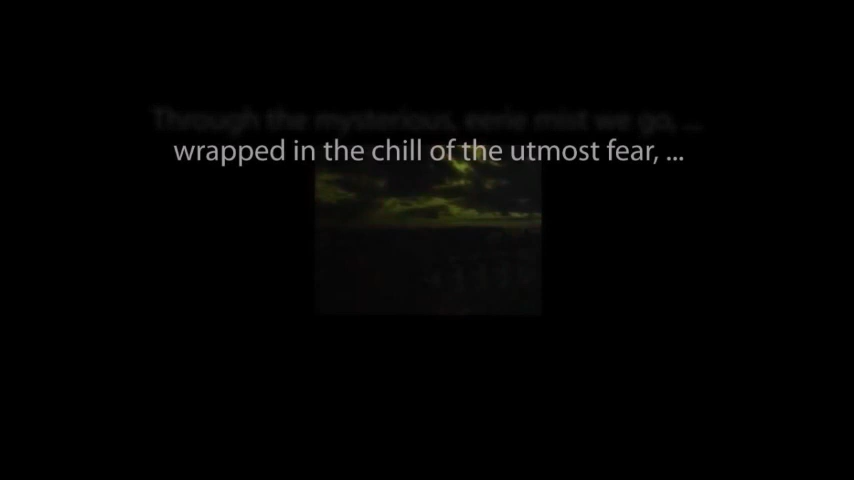 Through the mysterious, eerie mist we go, ...
wrapped in the chill of the utmost fear, ...